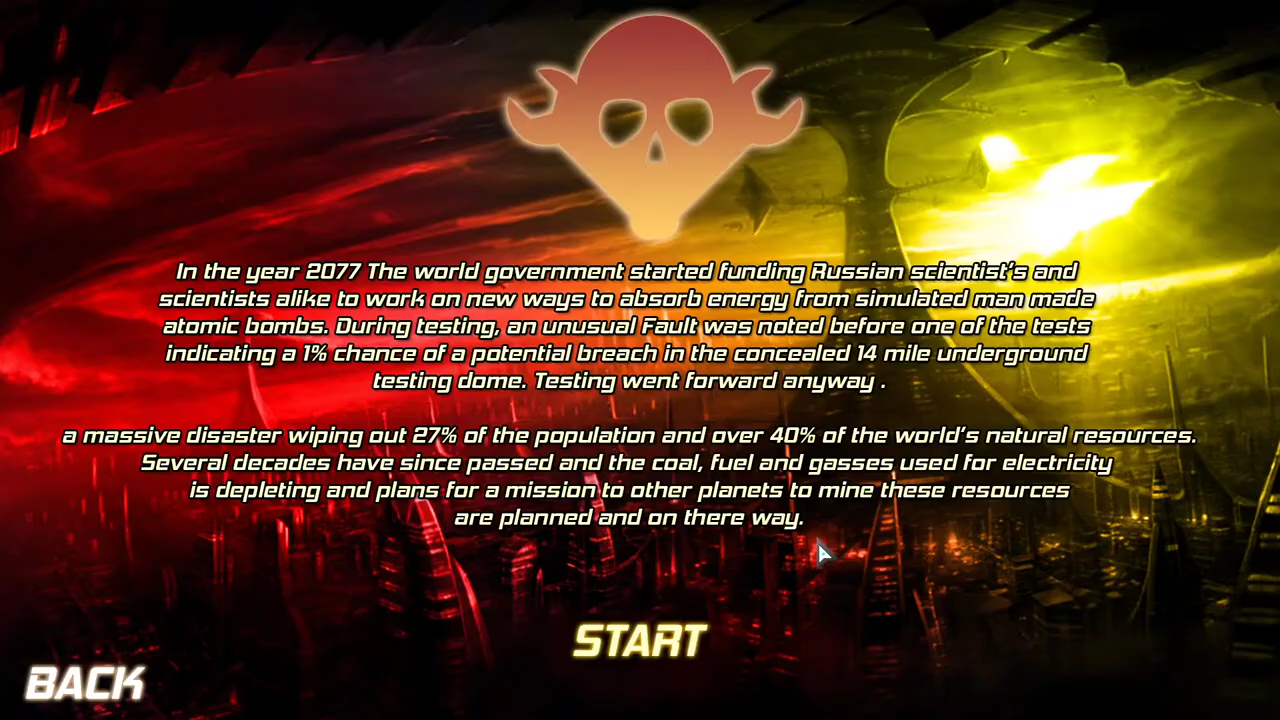 In the year 2077 The world government started funding Russian scientist's and
scientists alike to work on new ways to absorb energy from simulated man made
atomic bombs. During testing, an unusual Fault was noted before one of the tests
indicating a 1% chance of a potential breach in the concealed 14 mile underground
testing dome. Testing went forward anyway .
a massive disaster wiping out 27% of the population and over 40% of the world's natural resources.
Several decades have since passed and the coal, fuel and gasses used for electricity
is depleting and plans for a mission to other planets to mine these resources
are planned and on there way.
START
BACK